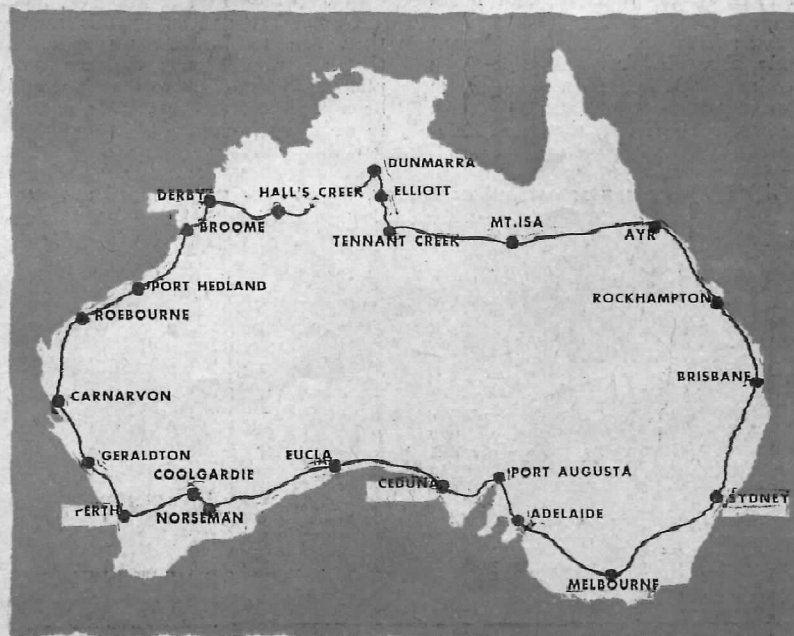 DUNMARRA
DERBY
HALL'S CREEK
ELLIOTT
BROOME
TENNANT CREEK
MT.ISA
AYR
PORT HEDLAND
ROCKHAMPTON
ROEBOURNE
BRISBANE
CARNARVON
GERALDTON
EUCLA
COOLGARDIE
PORT AUGUSTA
CEDUNA
SYDNEY
PERTH
NORSEMAN
ADELAIDE
MELBOURNE